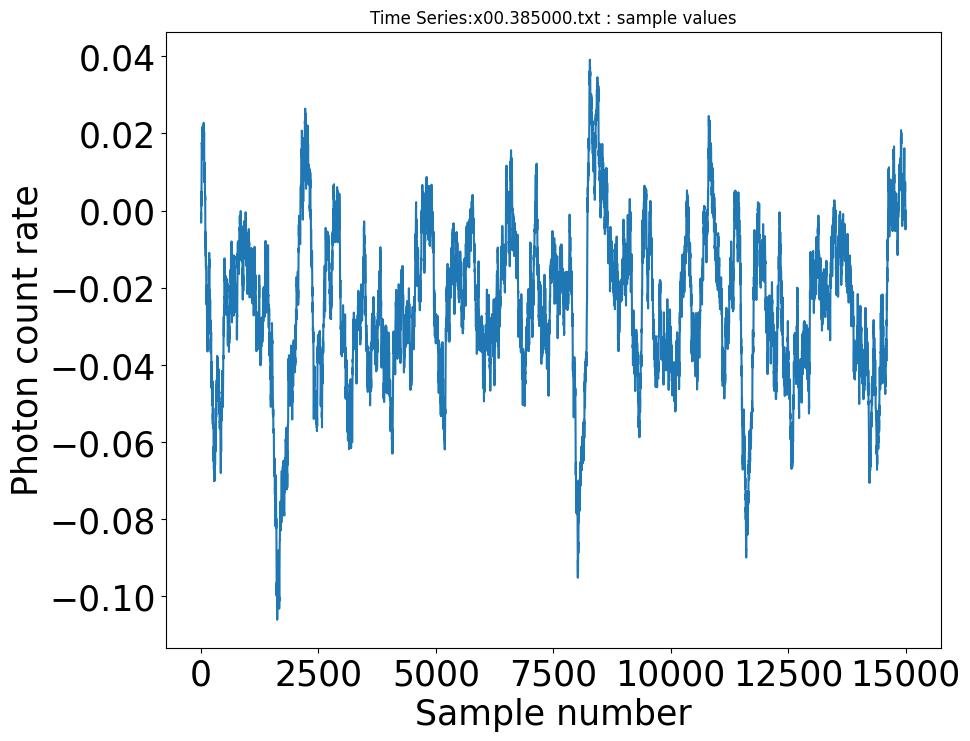 Time Series:x00.385000.txt : sample values
0.04
0.02
0.00
−0.02
−0.04
−0.06
−0.08
−0.10
Photon count rate
0 2500 5000 7500 10000 12500 15000
Sample number